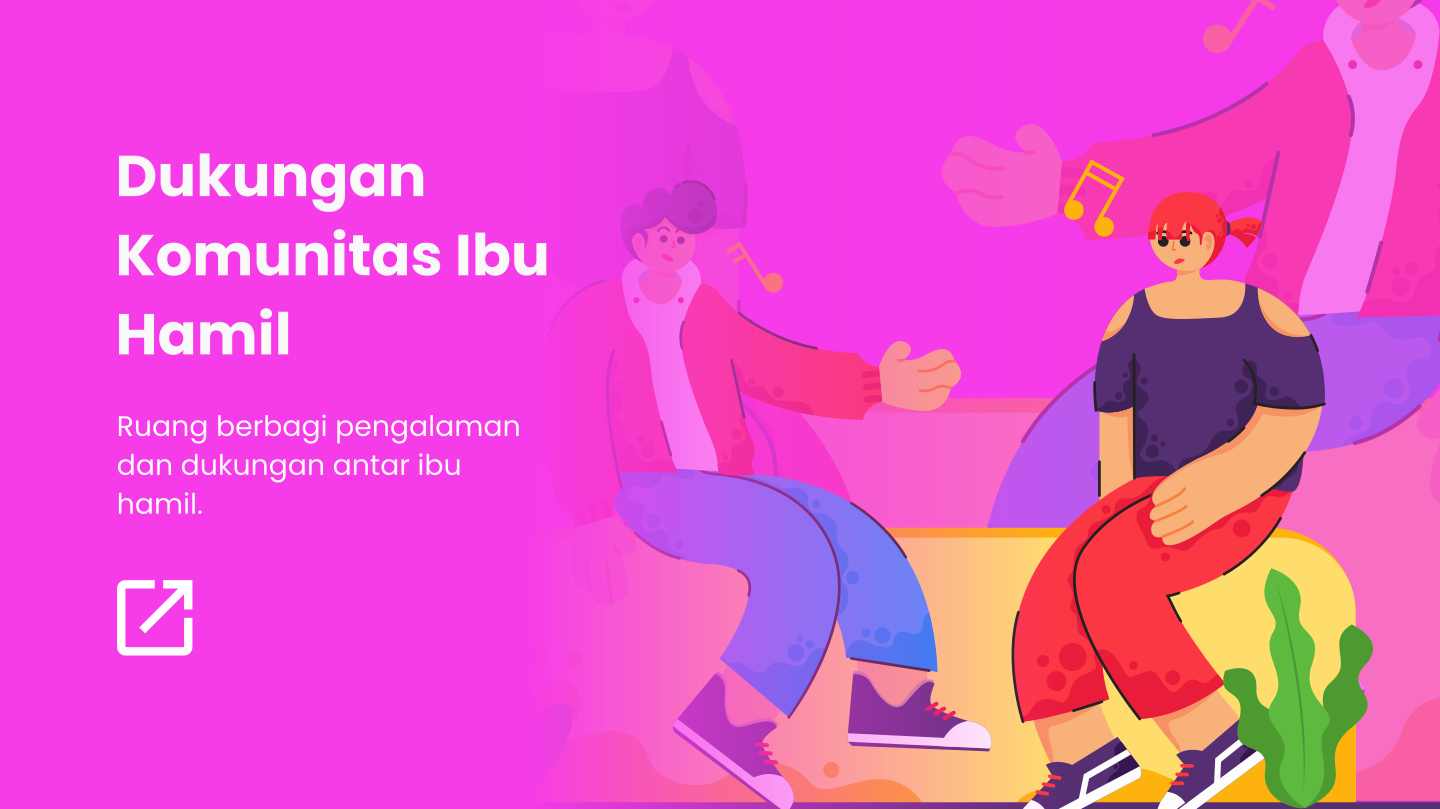 Dukungan
Komunitas Ibu
Hamil
Ruang berbagi pengalaman
dan dukungan antar ibu
hamil.